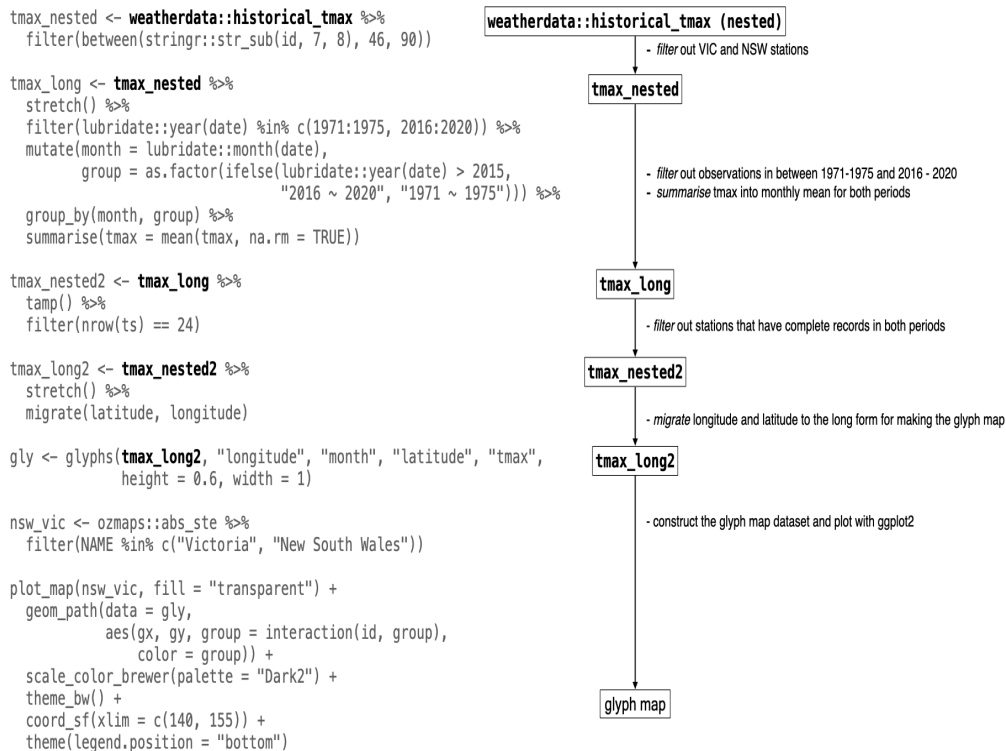 tmax_nested <- weatherdata::historical_tmax %>%
  filter(between(stringr::str_sub(id, 7, 8), 46, 90))
tmax_long <- tmax_nested %>%
  stretch() %>%
  filter(lubridate::year(date) %in% c(1971:1975, 2016:2020)) %>%
  mutate(month = lubridate::month(date),
         group = as.factor(ifelse(lubridate::year(date) > 2015,
                                  "2016 ~ 2020", "1971 ~ 1975"))) %>%
  group_by(month, group) %>%
  summarise(tmax = mean(tmax, na.rm = TRUE))
tmax_nested2 <- tmax_long %>%
  tamp() %>%
  filter(nrow(ts) == 24)
tmax_long2 <- tmax_nested2 %>%
  stretch() %>%
  migrate(latitude, longitude)
gly <- glyphs(tmax_long2, "longitude", "month", "latitude", "tmax",
              height = 0.6, width = 1)
nsw_vic <- ozmaps::abs_ste %>%
  filter(NAME %in% c("Victoria", "New South Wales"))
plot_map(nsw_vic, fill = "transparent") +
  geom_path(data = gly,
            aes(gx, gy, group = interaction(id, group),
                color = group)) +
  scale_color_brewer(palette = "Dark2") +
  theme_bw() +
  coord_sf(xlim = c(140, 155)) +
  theme(legend.position = "bottom")
weatherdata::historical_tmax (nested)
- filter out VIC and NSW stations
tmax_nested
- filter out observations in between 1971-1975 and 2016 - 2020
- summarise tmax into monthly mean for both periods
tmax_long
- filter out stations that have complete records in both periods
tmax_nested2
- migrate longitude and latitude to the long form for making the glyph map
tmax_long2
- construct the glyph map dataset and plot with ggplot2
glyph map